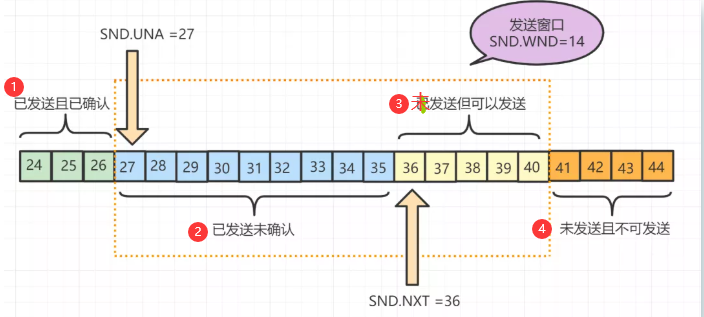 SND.UNA =27
发送窗口
SND.WND=14
1
已发送且已确认
3
未发送但可以发送
24 25 26 27 28 29 30 31 32 33 34 35 36 37 38 39 40 41 42 43 44
2
已发送未确认
4
未发送且不可发送
SND.NXT =36